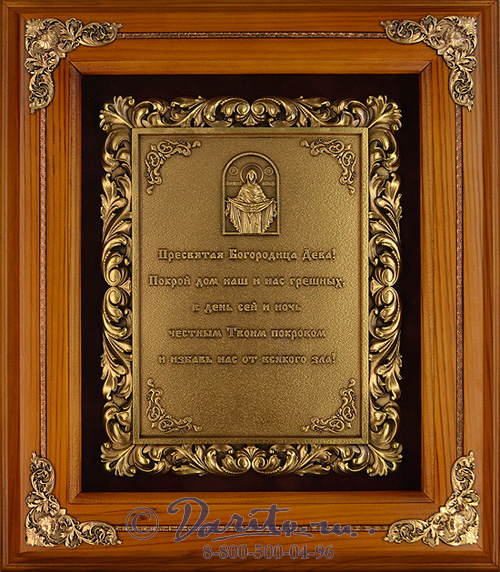 Пресвятая Богородица Дева!
Покрой дом наш и нас грешных,
в день сей и ночь
честным Твоим покровом
и избавь нас от всякого зла!
© Darito.ru
8-800-500-04-96